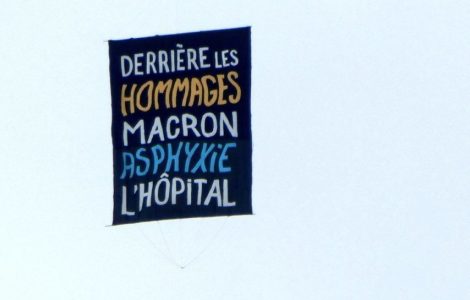 DERRIÈRE LES
HOMMAGES
MACRON
ASPHYXiE
L'HÔPiTAL